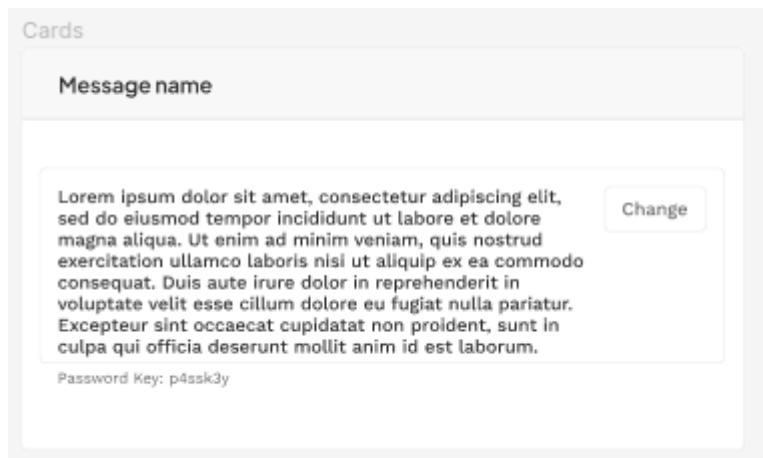 Cards
Message name
Lorem ipsum dolor sit amet, consectetur adipiscing elit,
sed do eiusmod tempor incididunt ut labore et dolore
magna aliqua. Ut enim ad minim veniam, quis nostrud
exercitation ullamco laboris nisi ut aliquip ex ea commodo
consequat. Duis aute irure dolor in reprehenderit in
voluptate velit esse cillum dolore eu fugiat nulla pariatur.
Excepteur sint occaecat cupidatat non proident, sunt in
culpa qui officia deserunt mollit anim id est laborum.
Change
Password Key: p4ssk3y